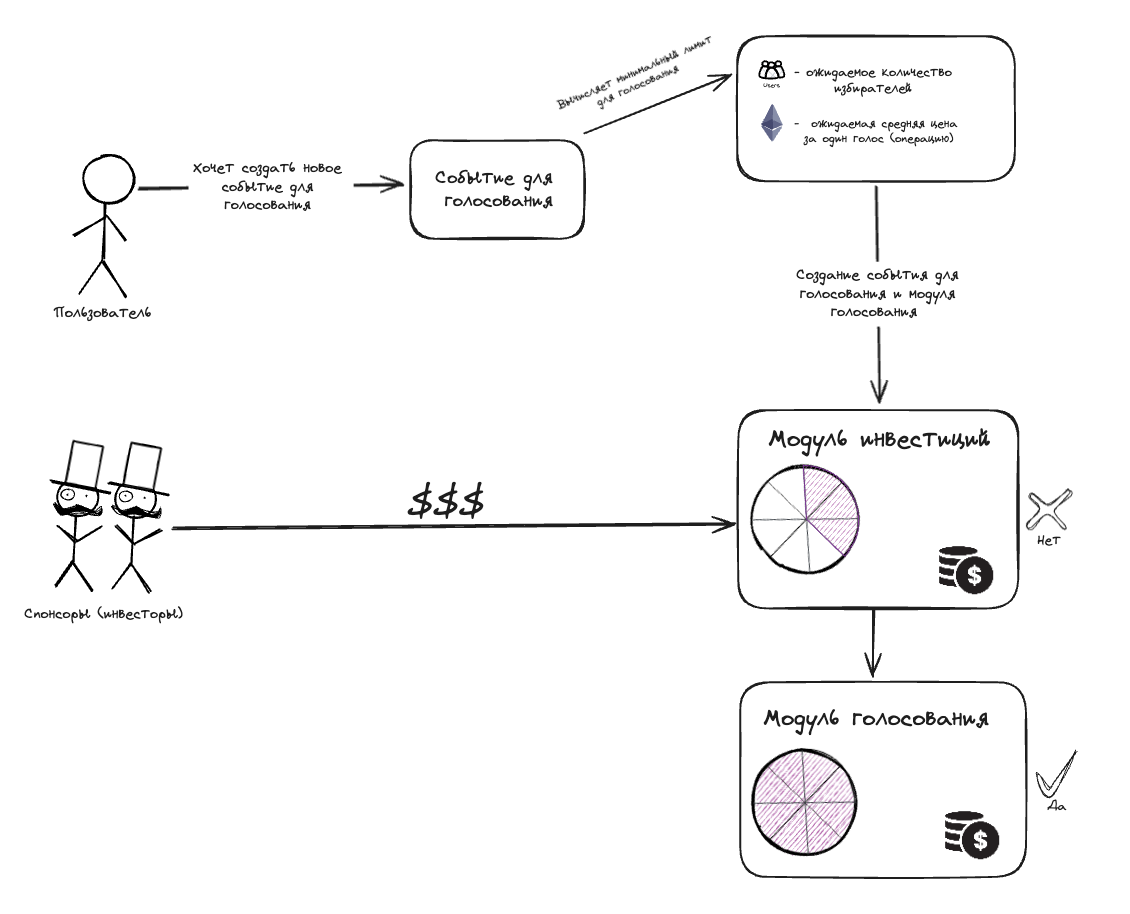 Вычисляет минимальный лимит
для голосования
Users
- ожидаемое количество
избирателей
- ожидаемая средняя цена
за один голос (операцию)
Хочет создать новое
событие для
голосования
Событие для
голосования
Пользователь
Создание события для
голосования и модуля
голосования
Модуль инвестиций
$$$
$
Нет
Спонсоры (инвесторы)
Модуль голосования
$
Да